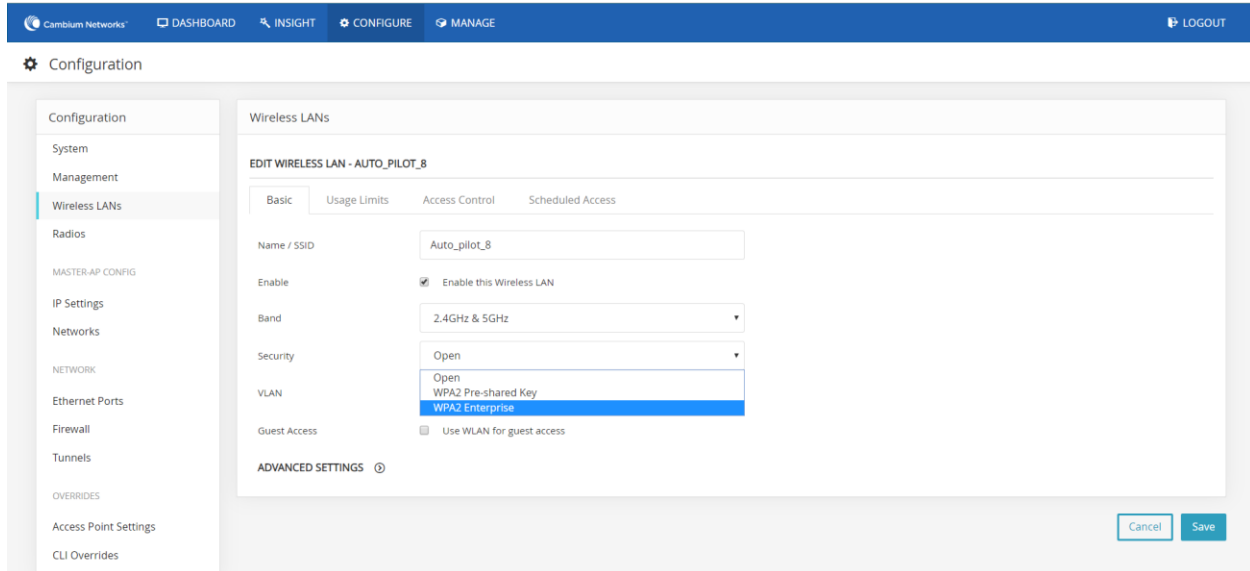 Cambium Networks™ DASHBOARD INSIGHT CONFIGURE MANAGE LOGOUT
Configuration
Configuration
System
Management
Wireless LANs
Radios
MASTER-AP CONFIG
IP Settings
Networks
NETWORK
Ethernet Ports
Firewall
Tunnels
OVERRIDES
Access Point Settings
CLI Overrides
Wireless LANs
EDIT WIRELESS LAN - AUTO_PILOT_8
Basic Usage Limits Access Control Scheduled Access
Name / SSID Auto_pilot_8
Enable Enable this Wireless LAN
Band 2.4GHz & 5GHz
Security Open
Open
VLAN WPA2 Pre-shared Key
WPA2 Enterprise
Guest Access Use WLAN for guest access
ADVANCED SETTINGS
Cancel Save